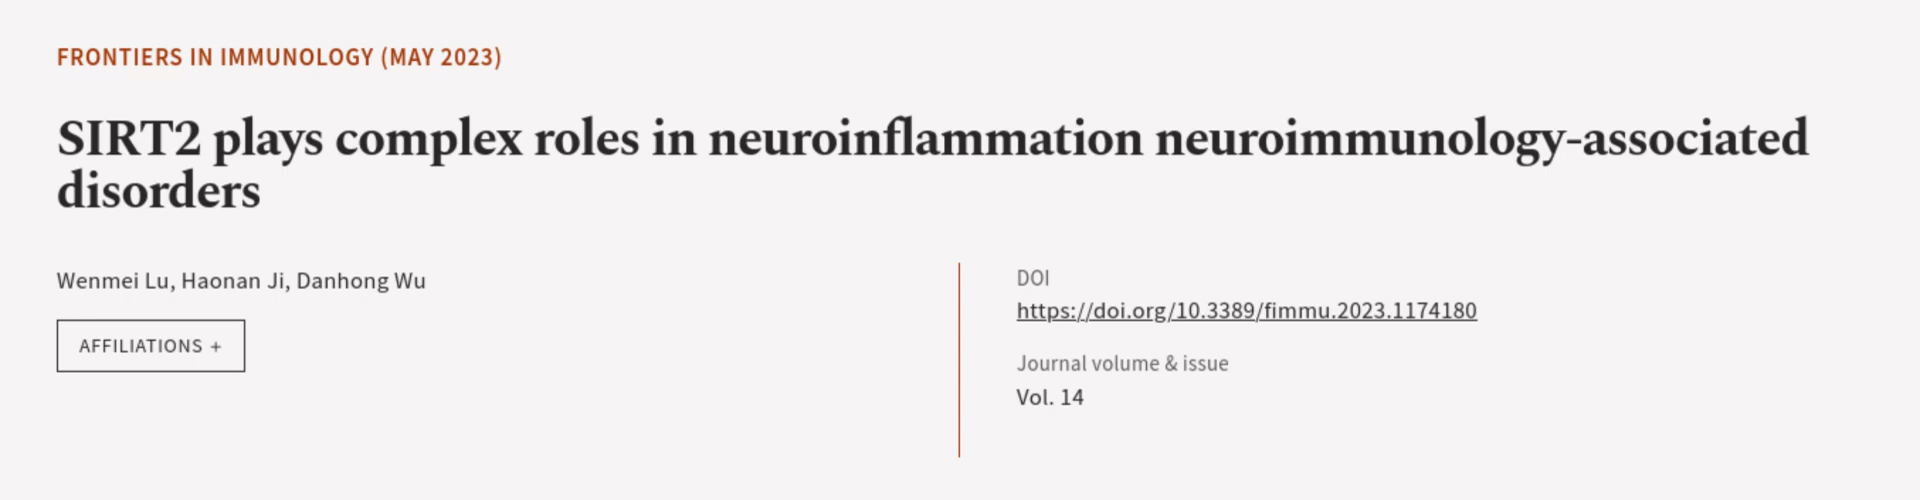 FRONTIERS IN IMMUNOLOGY (MAY 2023)
SIRT2 plays complex roles in neuroinflammation neuroimmunology-associated
disorders
Wenmei Lu, Haonan Ji, Danhong Wu
AFFILIATIONS +
DOI
https://doi.org/10.3389/fimmu.2023.1174180
Journal volume & issue
Vol. 14